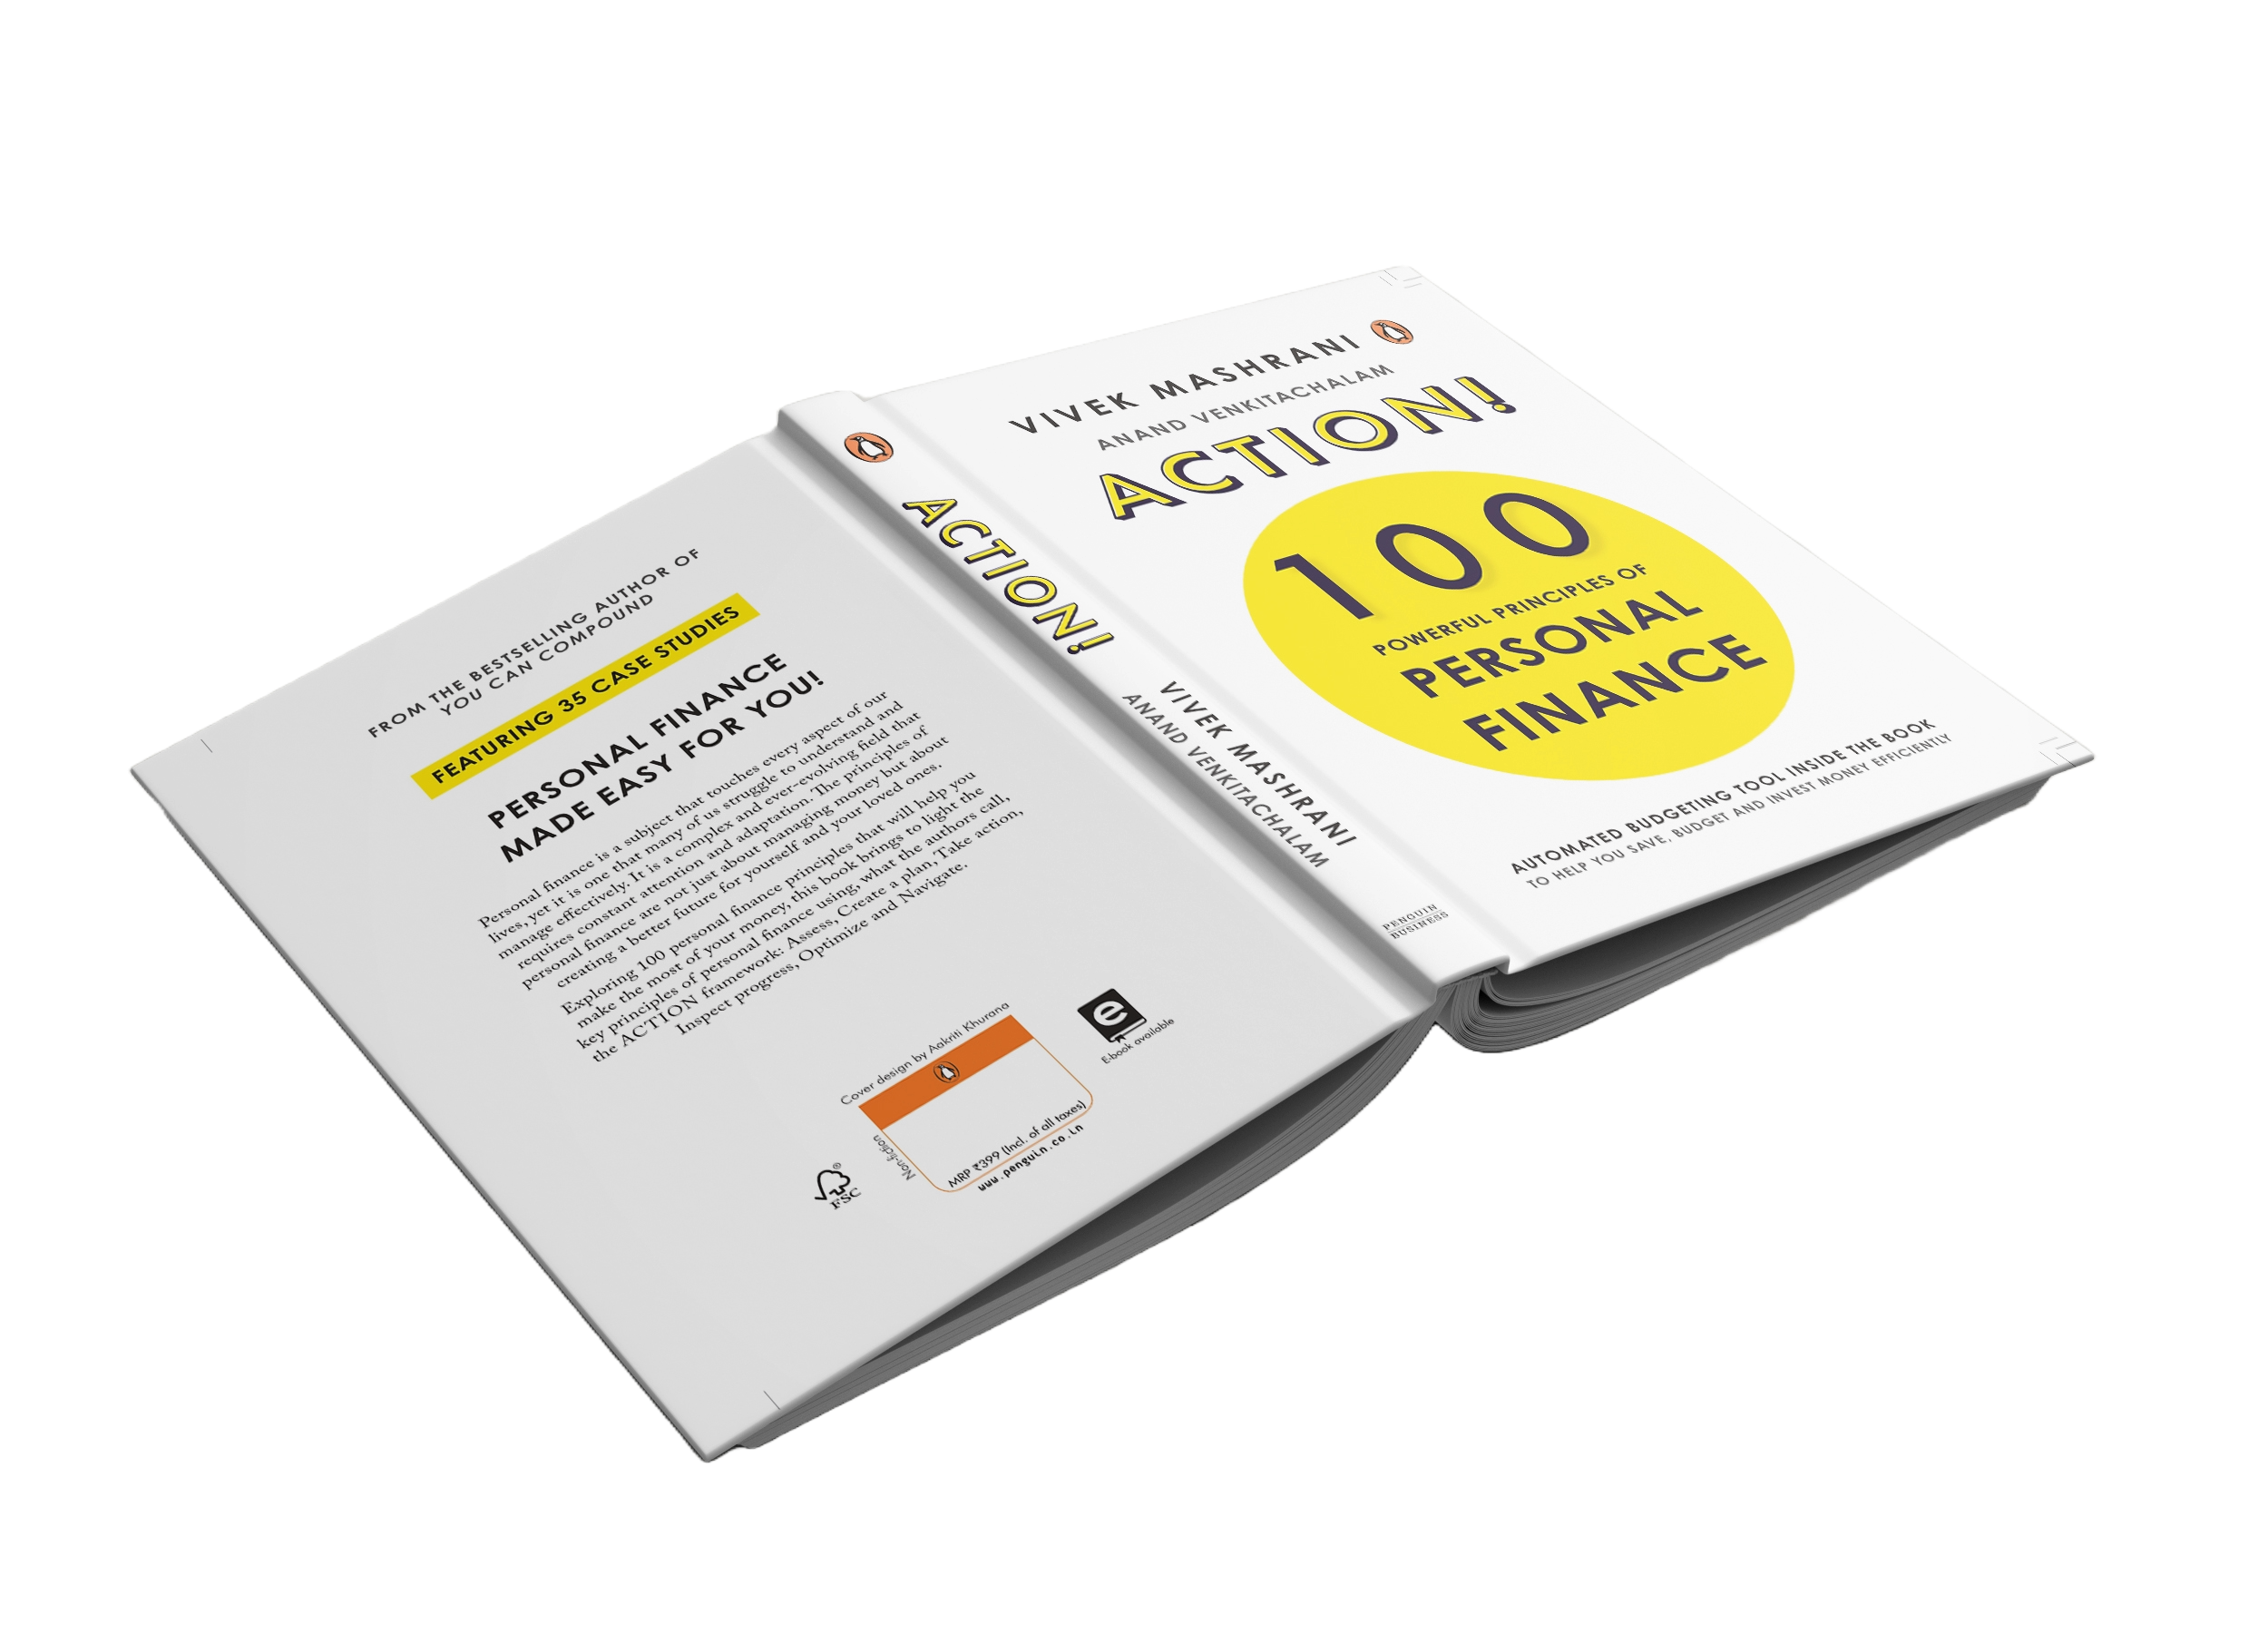 VIVEK MASHRANI
ANAND VENKITACHALAM
ACTION!
100
POWERFUL PRINCIPLES OF
PERSONAL
FINANCE
AUTOMATED BUDGETING TOOL INSIDE THE BOOK
TO HELP YOU SAVE, BUDGET AND INVEST MONEY EFFICIENTLY
ACTION!
VIVEK MASHRANI
ANAND VENKITACHALAM
PENGUIN
BUSINESS
FROM THE BESTSELLING AUTHOR OF
YOU CAN COMPOUND
FEATURING 35 CASE STUDIES
PERSONAL FINANCE
MADE EASY FOR YOU!
Personal finance is a subject that touches every aspect of our
lives, yet it is one that many of us struggle to understand and
manage effectively. It is a complex and ever-evolving field that
requires constant attention and adaptation. The principles of
personal finance are not just about managing money but about
creating a better future for yourself and your loved ones.
Exploring 100 personal finance principles that will help you
make the most of your money, this book brings to light the
key principles of personal finance using, what the authors call,
the ACTION framework: Assess, Create a plan, Take action,
Inspect progress, Optimize and Navigate.
Cover design by Aakriti Khurana
Non-fiction
MRP ₹399 (Incl. of all taxes)
www.penguin.co.in
e
E-book available
FSC